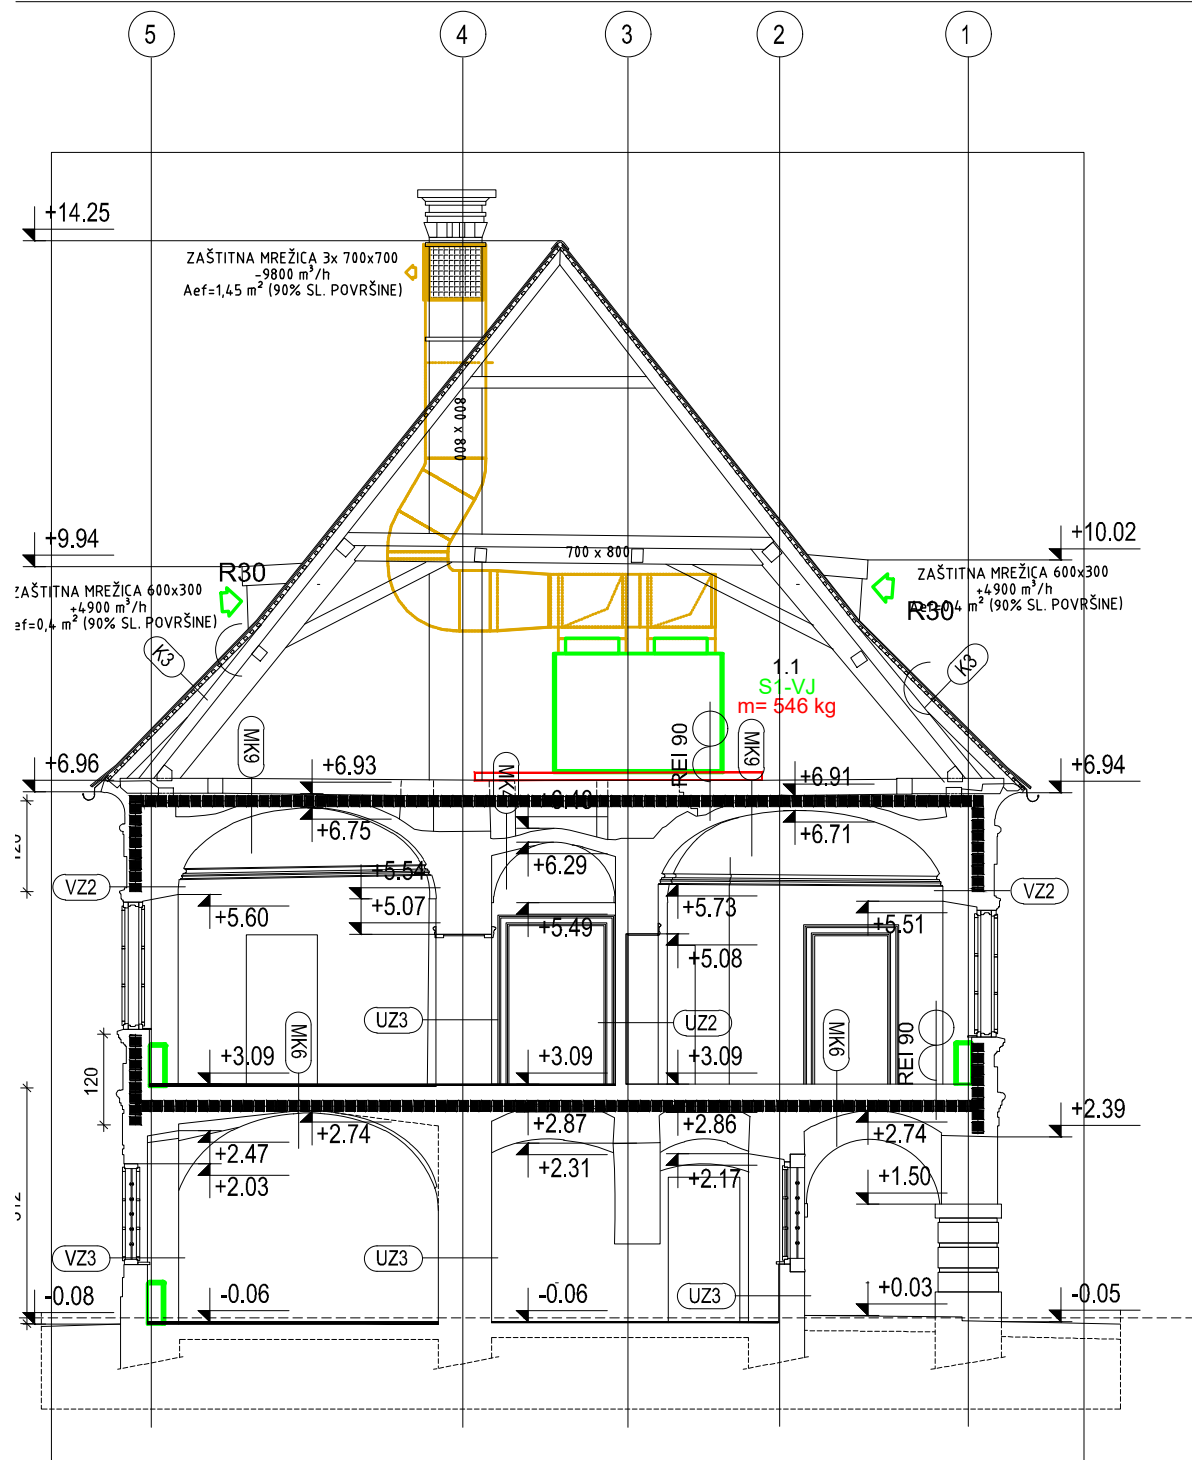 5
4
3
2
1
+14.25
ZAŠTITNA MREŽICA 3x 700x700
-9800 m³/h
Aef=1,45 m² (90% SL. POVRŠINE)
800 x 800
+9.94
700 x 800
+10.02
R30
ZAŠTITNA MREŽICA 600x300
+4900 m³/h
ef=0,4 m² (90% SL. POVRŠINE)
ZAŠTITNA MREŽICA 600x300
+4900 m³/h
Aef=0,4 m² (90% SL. POVRŠINE)
R30
K3
K3
1.1
S1-VJ
m= 546 kg
MK9
REI 90
MK9
+6.96
+6.93
+6.91
+6.94
+6.75
+6.71
+6.29
VZ2
+5.54
+5.60
+5.07
+5.49
+5.73
+5.51
VZ2
+5.08
UZ3
UZ2
MK6
MK6
REI 90
120
+3.09
+3.09
+3.09
+2.74
+2.87
+2.86
+2.74
+2.39
+2.47
+2.03
+2.31
+2.17
+1.50
VZ3
UZ3
UZ3
-0.08
-0.06
-0.06
+0.03
-0.05